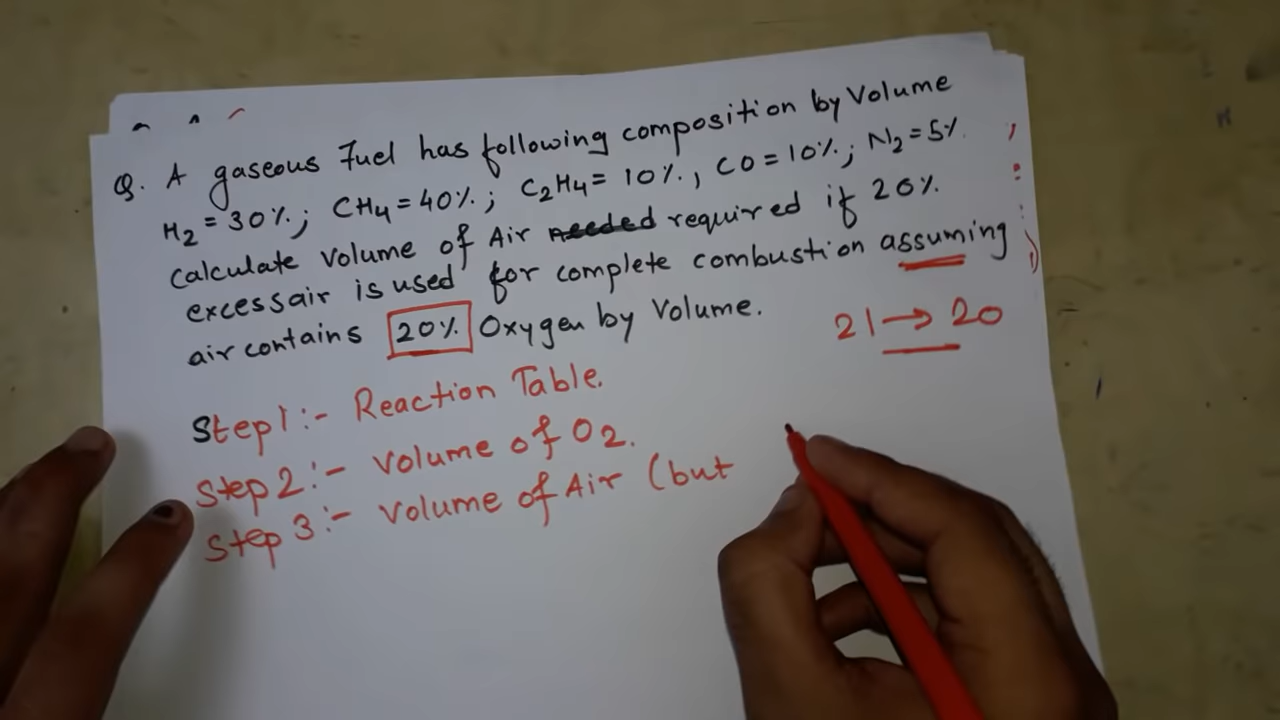 Q. A gaseous Fuel has following composition by Volume
H2 = 30%; CH4 = 40%; C2H4 = 10%, CO = 10%; N2 = 5%.
calculate Volume of Air needed required if 20%
excess air is used for complete combustion assuming
air contains 20% Oxygen by Volume.
21 → 20
Step 1 :- Reaction Table.
Step 2 :- Volume of O2.
Step 3 :- Volume of Air (but